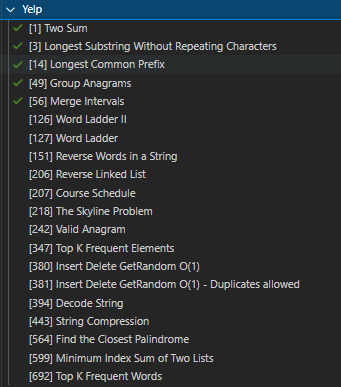 Yelp
[1] Two Sum
[3] Longest Substring Without Repeating Characters
[14] Longest Common Prefix
[49] Group Anagrams
[56] Merge Intervals
[126] Word Ladder II
[127] Word Ladder
[151] Reverse Words in a String
[206] Reverse Linked List
[207] Course Schedule
[218] The Skyline Problem
[242] Valid Anagram
[347] Top K Frequent Elements
[380] Insert Delete GetRandom O(1)
[381] Insert Delete GetRandom O(1) - Duplicates allowed
[394] Decode String
[443] String Compression
[564] Find the Closest Palindrome
[599] Minimum Index Sum of Two Lists
[692] Top K Frequent Words